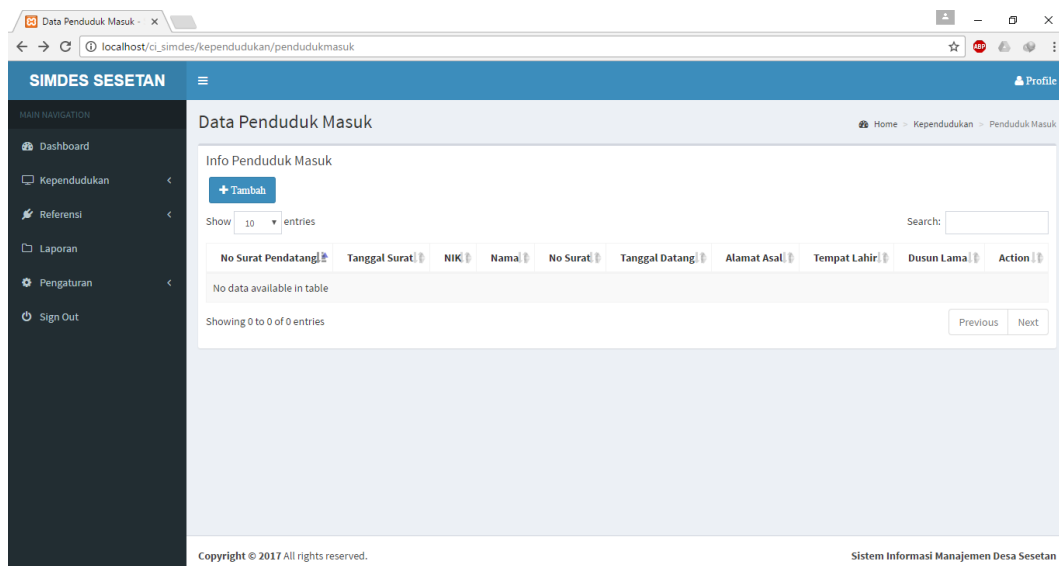 Data Penduduk Masuk -
localhost/ci_simdes/kependudukan/pendudukmasuk
ABP
SIMDES SESETAN
Profile
MAIN NAVIGATION
Dashboard
Kependudukan
Referensi
Laporan
Pengaturan
Sign Out
Data Penduduk Masuk
Home > Kependudukan > Penduduk Masuk
Info Penduduk Masuk
+ Tambah
Show 10 entries
Search:
No Surat Pendatang Tanggal Surat NIK Nama No Surat Tanggal Datang Alamat Asal Tempat Lahir Dusun Lama Action
No data available in table
Showing 0 to 0 of 0 entries
Previous Next
Copyright © 2017 All rights reserved.
Sistem Informasi Manajemen Desa Sesetan